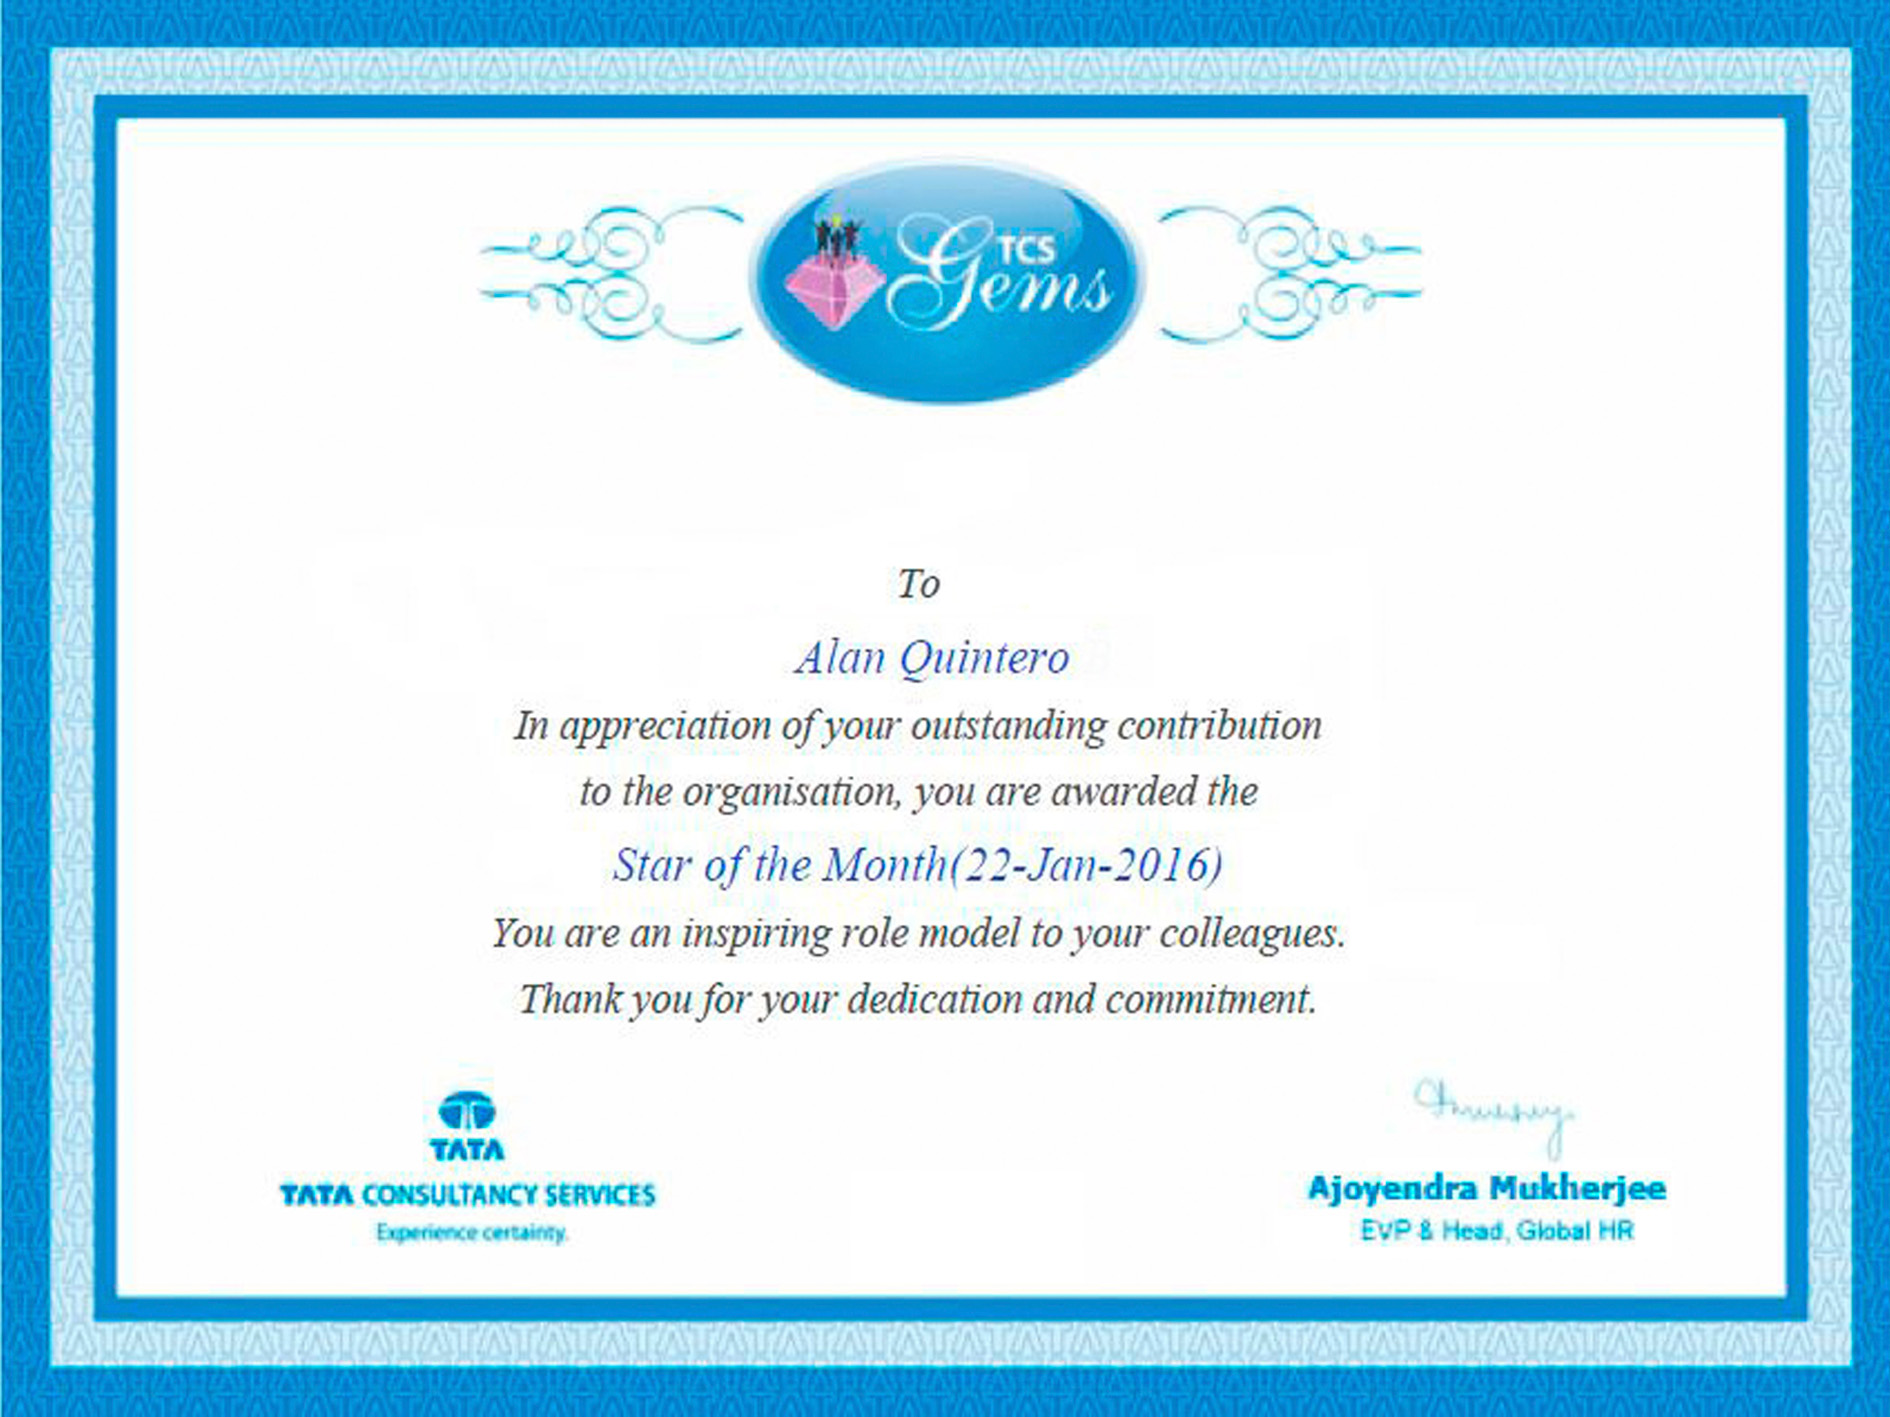 TCS
Gems
To
Alan Quintero
In appreciation of your outstanding contribution
to the organisation, you are awarded the
Star of the Month(22-Jan-2016)
You are an inspiring role model to your colleagues.
Thank you for your dedication and commitment.
TATA
TATA CONSULTANCY SERVICES
Experience certainty.
Ajoyendra Mukherjee
EVP & Head, Global HR